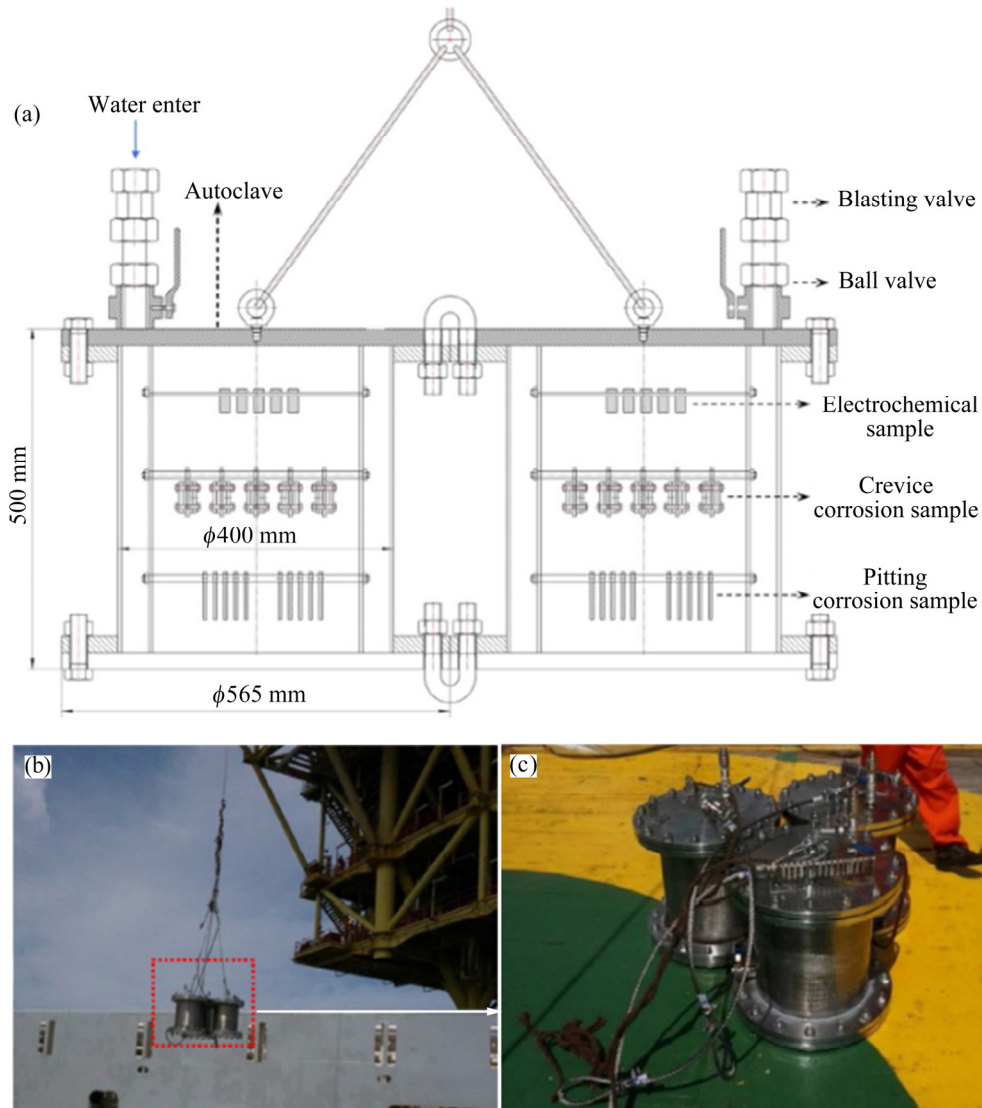 (a)
Water enter
Autoclave
Blasting valve
Ball valve
Electrochemical
sample
500 mm
Crevice
corrosion sample
ϕ400 mm
Pitting
corrosion sample
ϕ565 mm
(b)
(c)